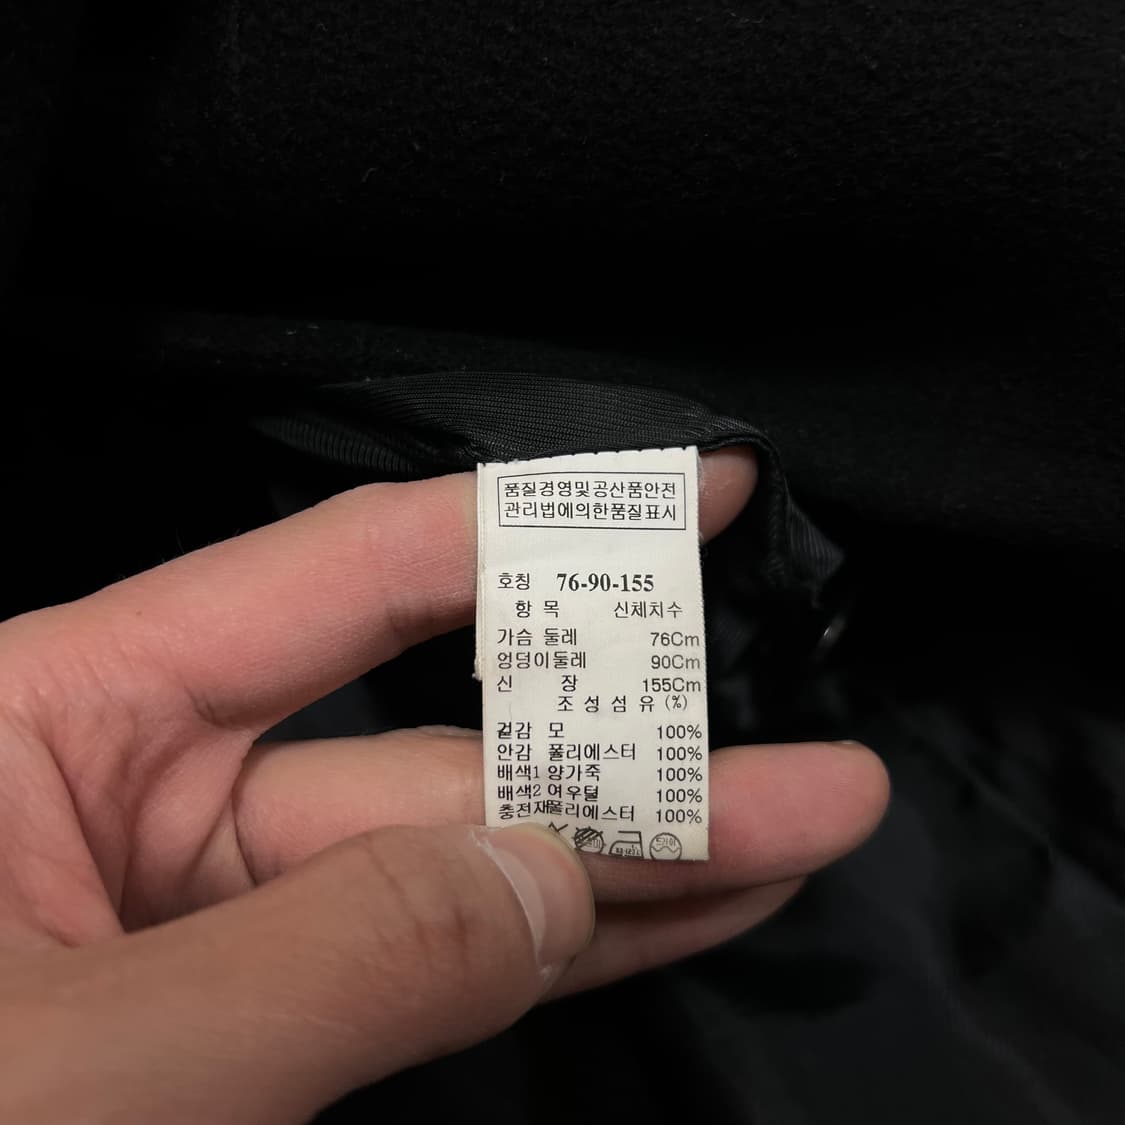 품질경영및공산품안전
관리법에의한품질표시
호칭 76-90-155
항 목 신체치수
가슴 둘레 76Cm
엉덩이둘레 90Cm
신 장 155Cm
조 성 섬 유 (%)
겉감 모 100%
안감 폴리에스터 100%
배색1 양가죽 100%
배색2 여우털 100%
충전재폴리에스터 100%
드라이